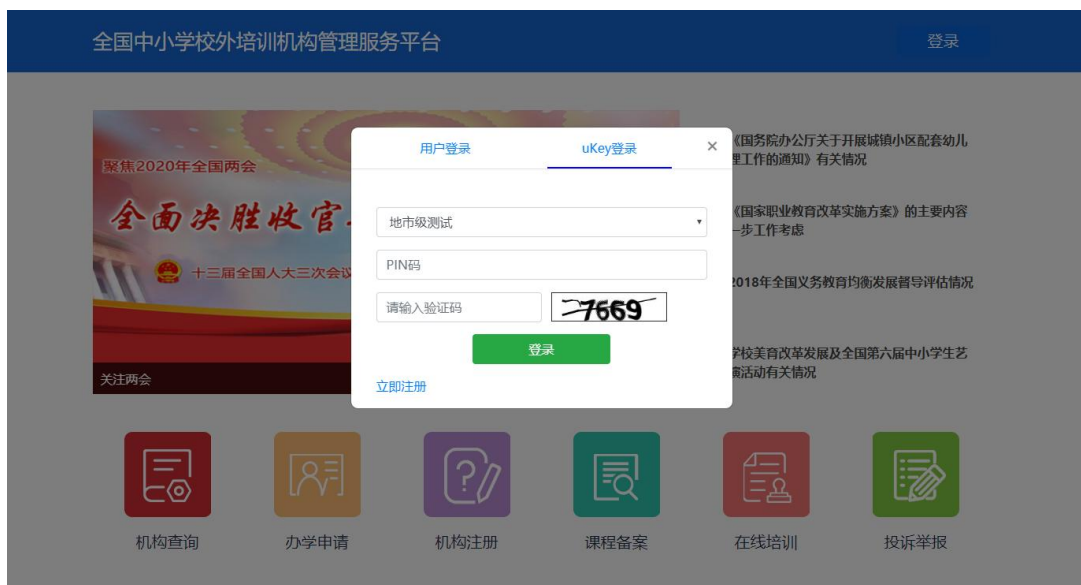 全国中小学校外培训机构管理服务平台
登录
聚焦2020年全国两会
全面决胜收官
十三届全国人大三次会议
关注两会
用户登录
uKey登录
×
地市级测试
PIN码
请输入验证码
7669
登录
立即注册
《国务院办公厅关于开展城镇小区配套幼儿
理工作的通知》有关情况
《国家职业教育改革实施方案》的主要内容
一步工作考虑
2018年全国义务教育均衡发展督导评估情况
学校美育改革发展及全国第六届中小学生艺
演活动有关情况
机构查询
办学申请
机构注册
课程备案
在线培训
投诉举报